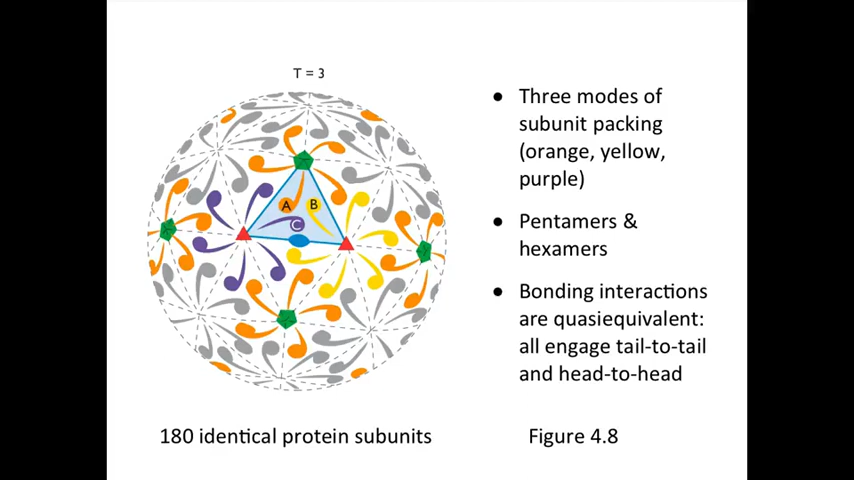 T = 3
A
B
C
• Three modes of
subunit packing
(orange, yellow,
purple)
• Pentamers &
hexamers
• Bonding interactions
are quasiequivalent:
all engage tail-to-tail
and head-to-head
180 identical protein subunits
Figure 4.8